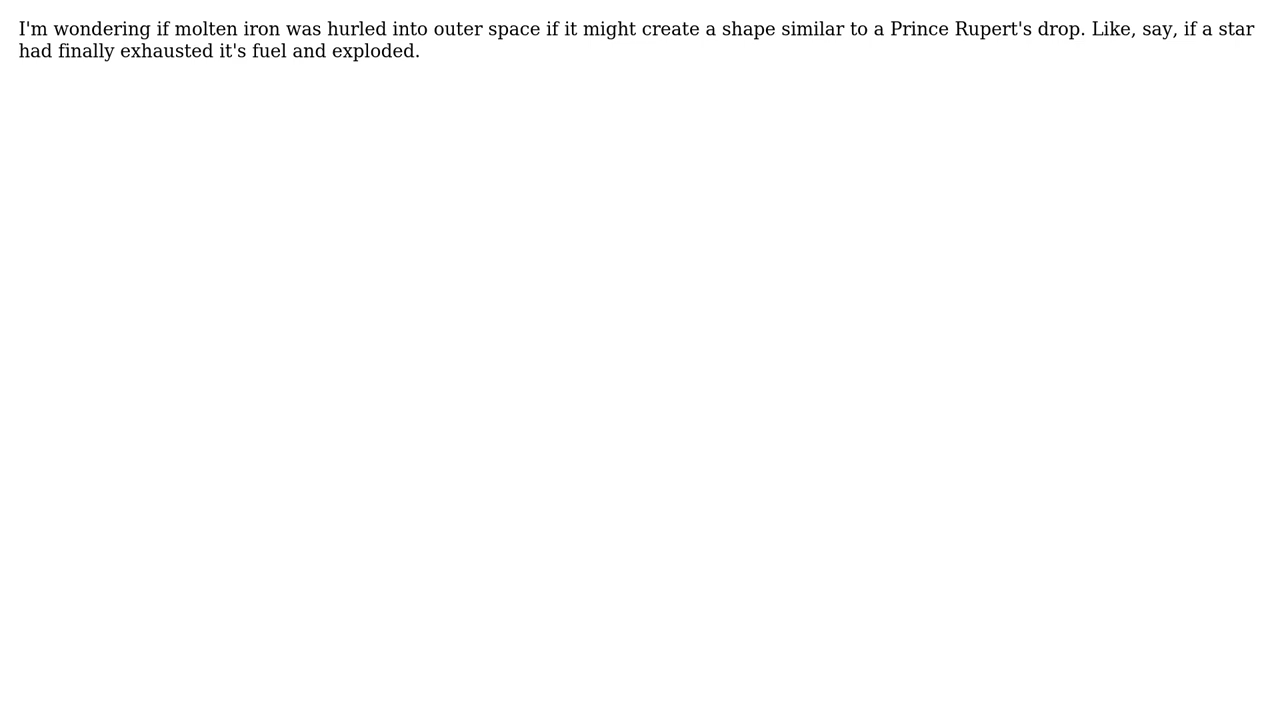 I'm wondering if molten iron was hurled into outer space if it might create a shape similar to a Prince Rupert's drop. Like, say, if a star
had finally exhausted it's fuel and exploded.